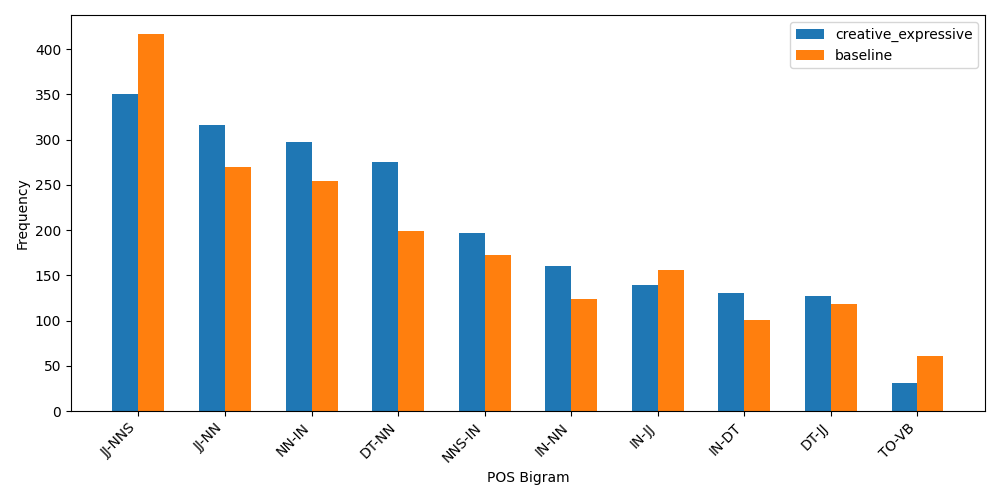 creative_expressive
baseline
Frequency
400
350
300
250
200
150
100
50
0
JJ-NNS
JJ-NN
NN-IN
DT-NN
NNS-IN
IN-NN
IN-JJ
IN-DT
DT-JJ
TO-VB
POS Bigram